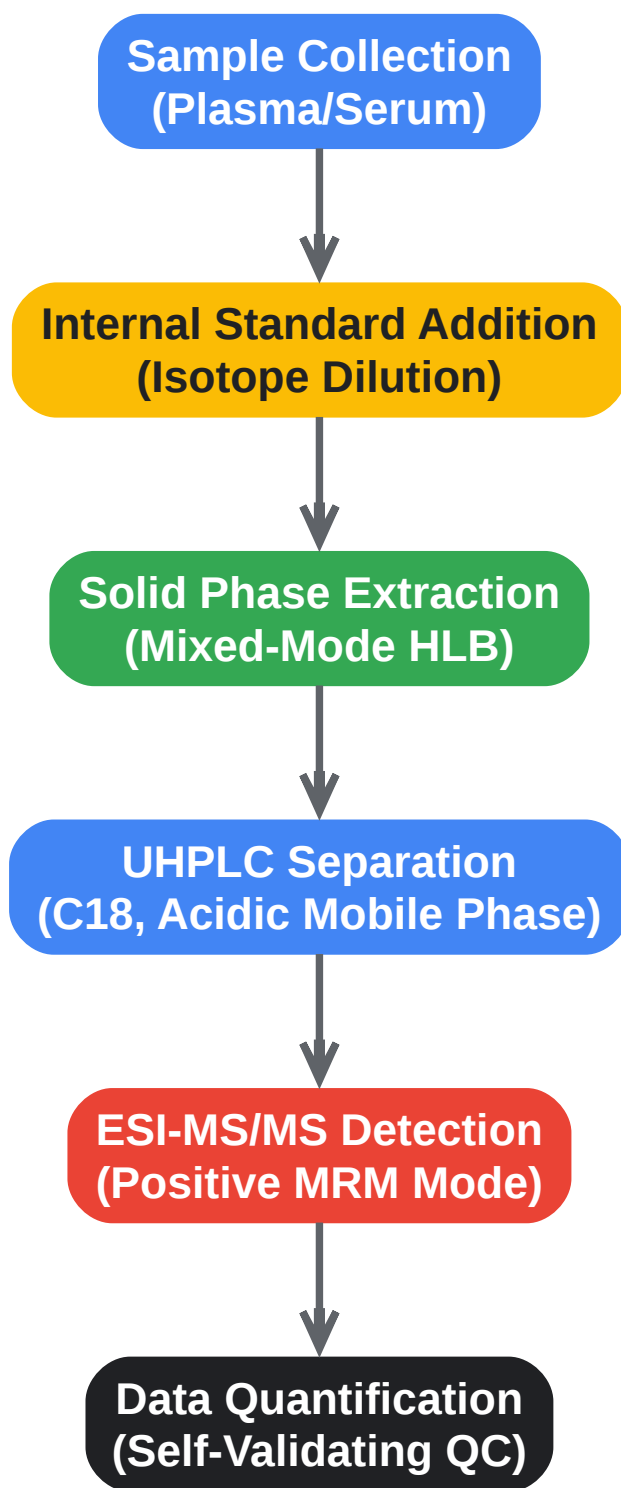 Sample Collection
(Plasma/Serum)
Internal Standard Addition
(Isotope Dilution)
Solid Phase Extraction
(Mixed-Mode HLB)
UHPLC Separation
(C18, Acidic Mobile Phase)
ESI-MS/MS Detection
(Positive MRM Mode)
Data Quantification
(Self-Validating QC)